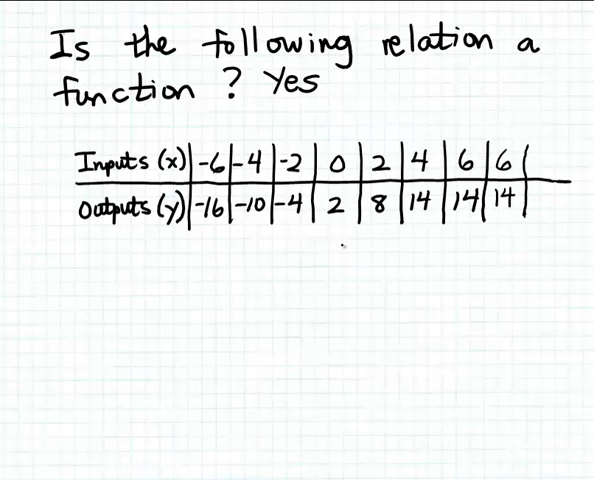 Is the following relation a
function? Yes
Inputs (x) -6 -4 -2 0 2 4 6 6
Outputs (y) -16 -10 -4 2 8 14 14 14